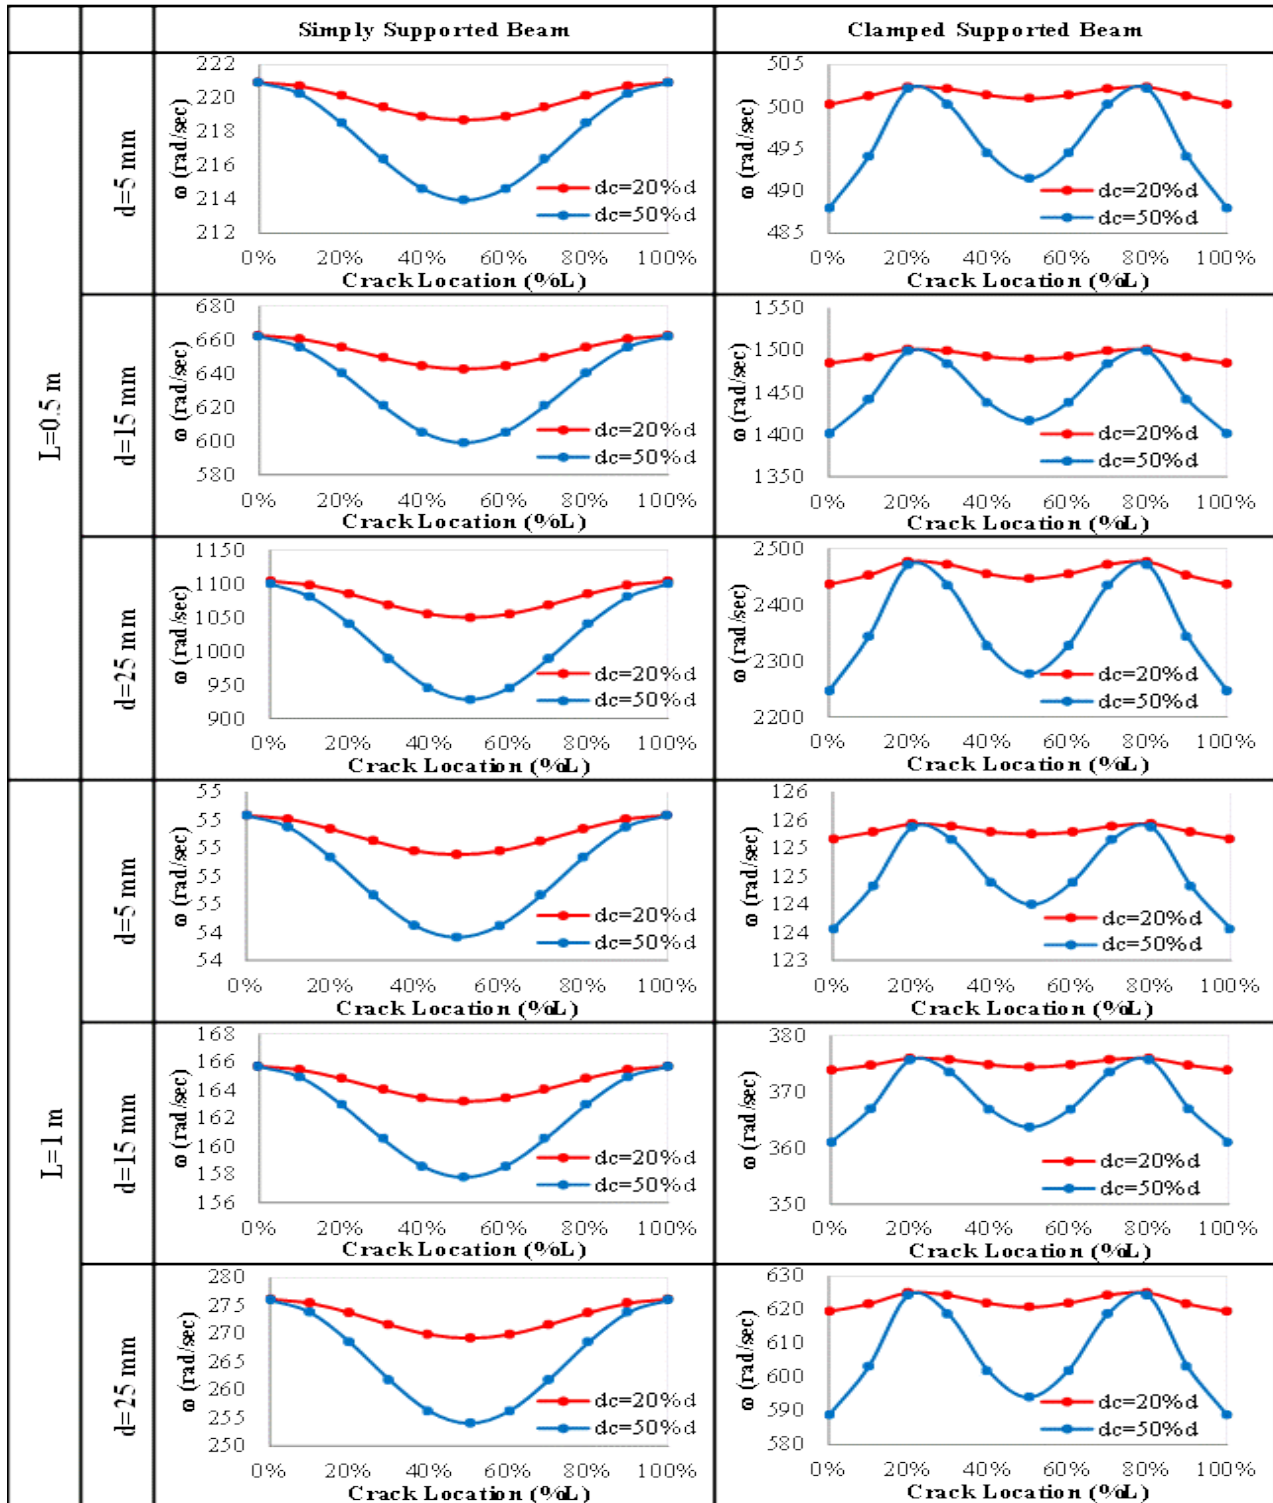 Simply Supported Beam
Clamped Supported Beam
L=0.5 m
d=5 mm
ω (rad/sec)
222
220
218
216
214
212
0% 20% 40% 60% 80% 100%
Crack Location (%L)
dc=20%d
dc=50%d
ω (rad/sec)
505
500
495
490
485
0% 20% 40% 60% 80% 100%
Crack Location (%L)
dc=20%d
dc=50%d
d=15 mm
ω (rad/sec)
680
660
640
620
600
580
0% 20% 40% 60% 80% 100%
Crack Location (%L)
dc=20%d
dc=50%d
ω (rad/sec)
1550
1500
1450
1400
1350
0% 20% 40% 60% 80% 100%
Crack Location (%L)
dc=20%d
dc=50%d
d=25 mm
ω (rad/sec)
1150
1100
1050
1000
950
900
0% 20% 40% 60% 80% 100%
Crack Location (%L)
dc=20%d
dc=50%d
ω (rad/sec)
2500
2400
2300
2200
0% 20% 40% 60% 80% 100%
Crack Location (%L)
dc=20%d
dc=50%d
L=1 m
d=5 mm
ω (rad/sec)
55
55
55
55
55
54
54
0% 20% 40% 60% 80% 100%
Crack Location (%L)
dc=20%d
dc=50%d
ω (rad/sec)
126
126
125
125
124
124
123
0% 20% 40% 60% 80% 100%
Crack Location (%L)
dc=20%d
dc=50%d
d=15 mm
ω (rad/sec)
168
166
164
162
160
158
156
0% 20% 40% 60% 80% 100%
Crack Location (%L)
dc=20%d
dc=50%d
ω (rad/sec)
380
370
360
350
0% 20% 40% 60% 80% 100%
Crack Location (%L)
dc=20%d
dc=50%d
d=25 mm
ω (rad/sec)
280
275
270
265
260
255
250
0% 20% 40% 60% 80% 100%
Crack Location (%L)
dc=20%d
dc=50%d
ω (rad/sec)
630
620
610
600
590
580
0% 20% 40% 60% 80% 100%
Crack Location (%L)
dc=20%d
dc=50%d